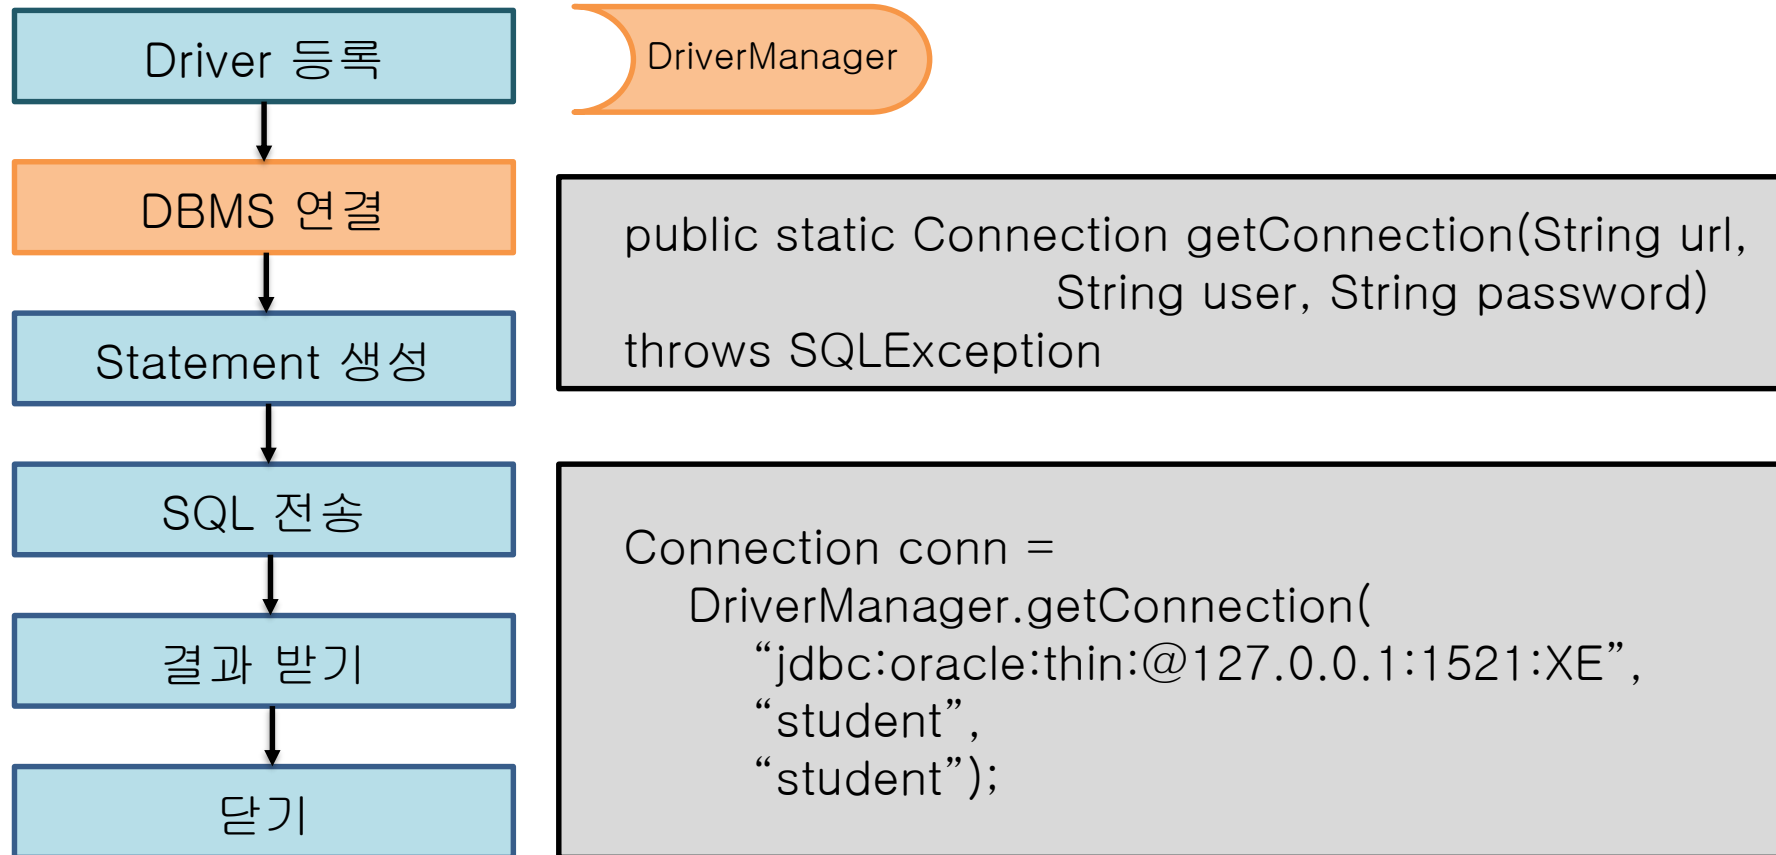 Driver 등록
DriverManager
DBMS 연결
public static Connection getConnection(String url,
String user, String password)
throws SQLException
Statement 생성
SQL 전송
Connection conn =
DriverManager.getConnection(
“jdbc:oracle:thin:@127.0.0.1:1521:XE”,
“student”,
“student”);
결과 받기
닫기